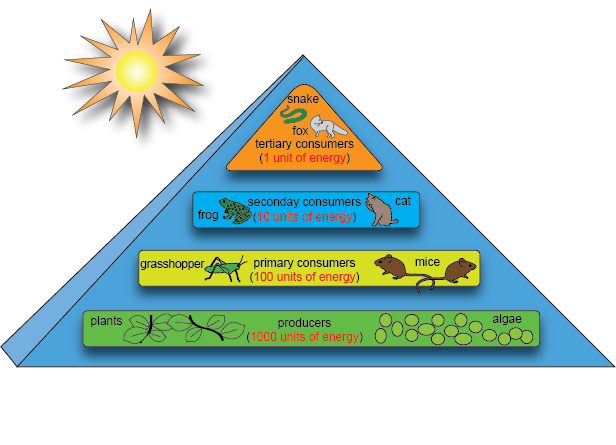 snake
fox
tertiary consumers
(1 unit of energy)
seconday consumers
cat
frog
(10 units of energy)
grasshopper
primary consumers
mice
(100 units of energy)
plants
producers
algae
(1000 units of energy)